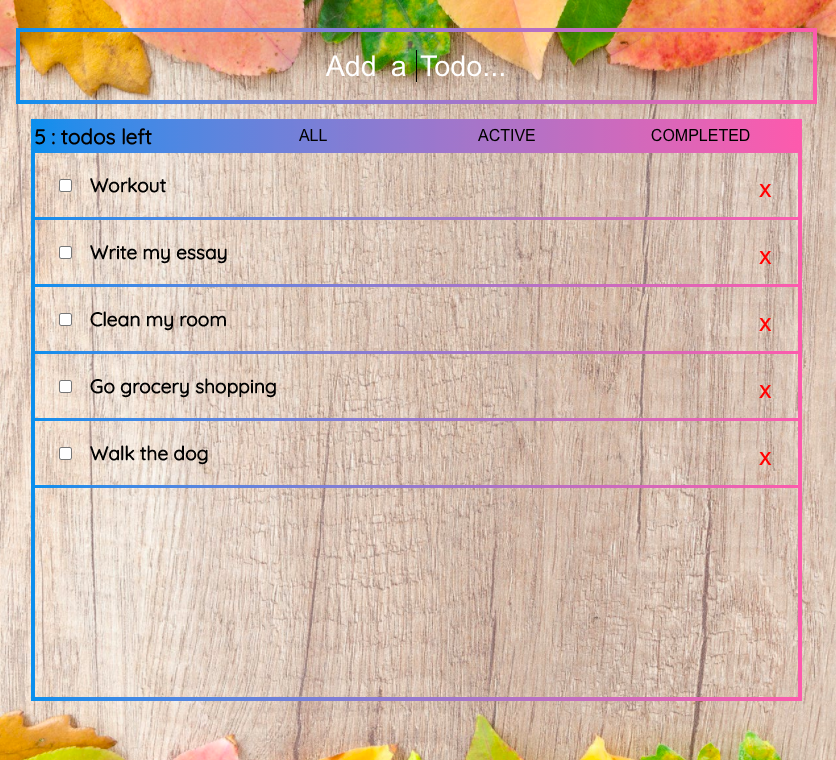 Add a Todo...
5 : todos left ALL ACTIVE COMPLETED
Workout x
Write my essay x
Clean my room x
Go grocery shopping x
Walk the dog x